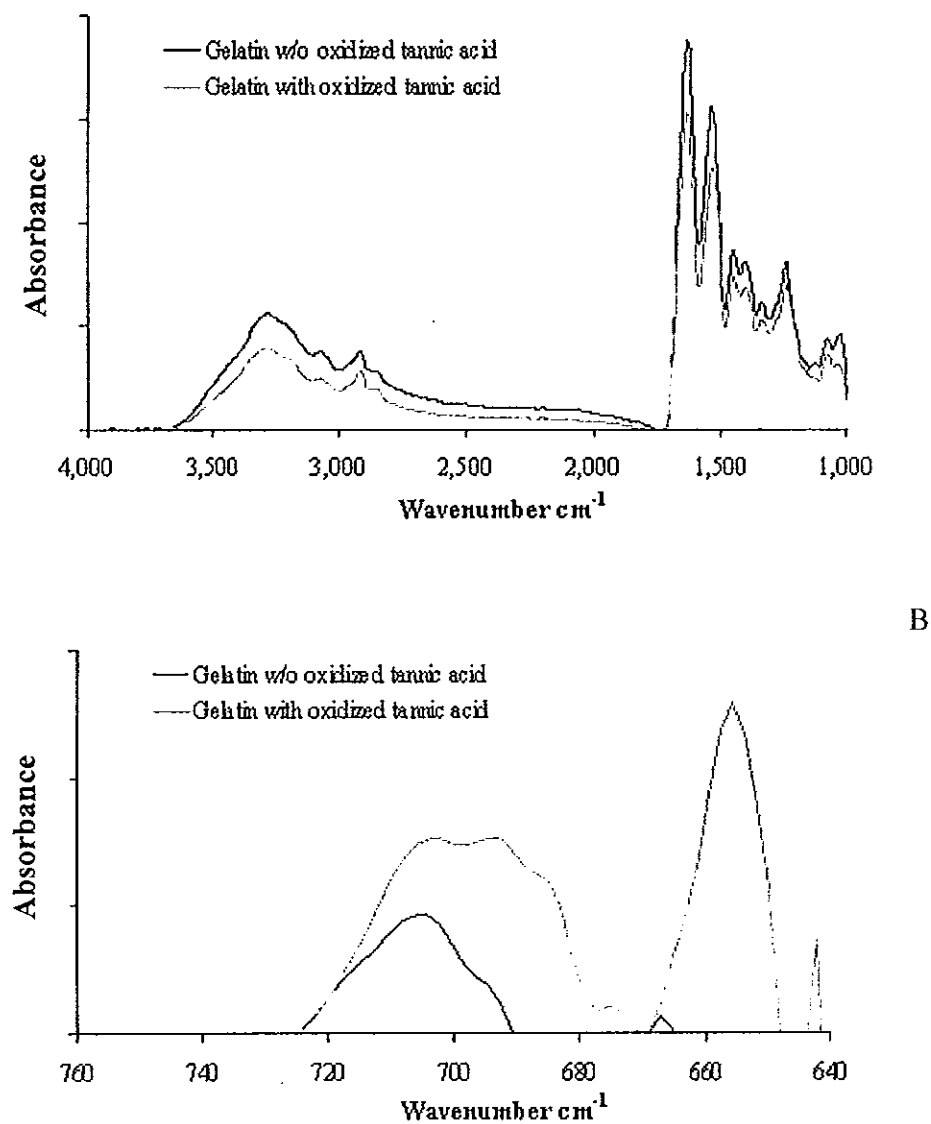 Gelatin w/o oxidized tannic acid
Gelatin with oxidized tannic acid
Absorbance
4,000 3,500 3,000 2,500 2,000 1,500 1,000
Wavenumber cm-1
B
Gelatin w/o oxidized tannic acid
Gelatin with oxidized tannic acid
Absorbance
760 740 720 700 680 660 640
Wavenumber cm-1